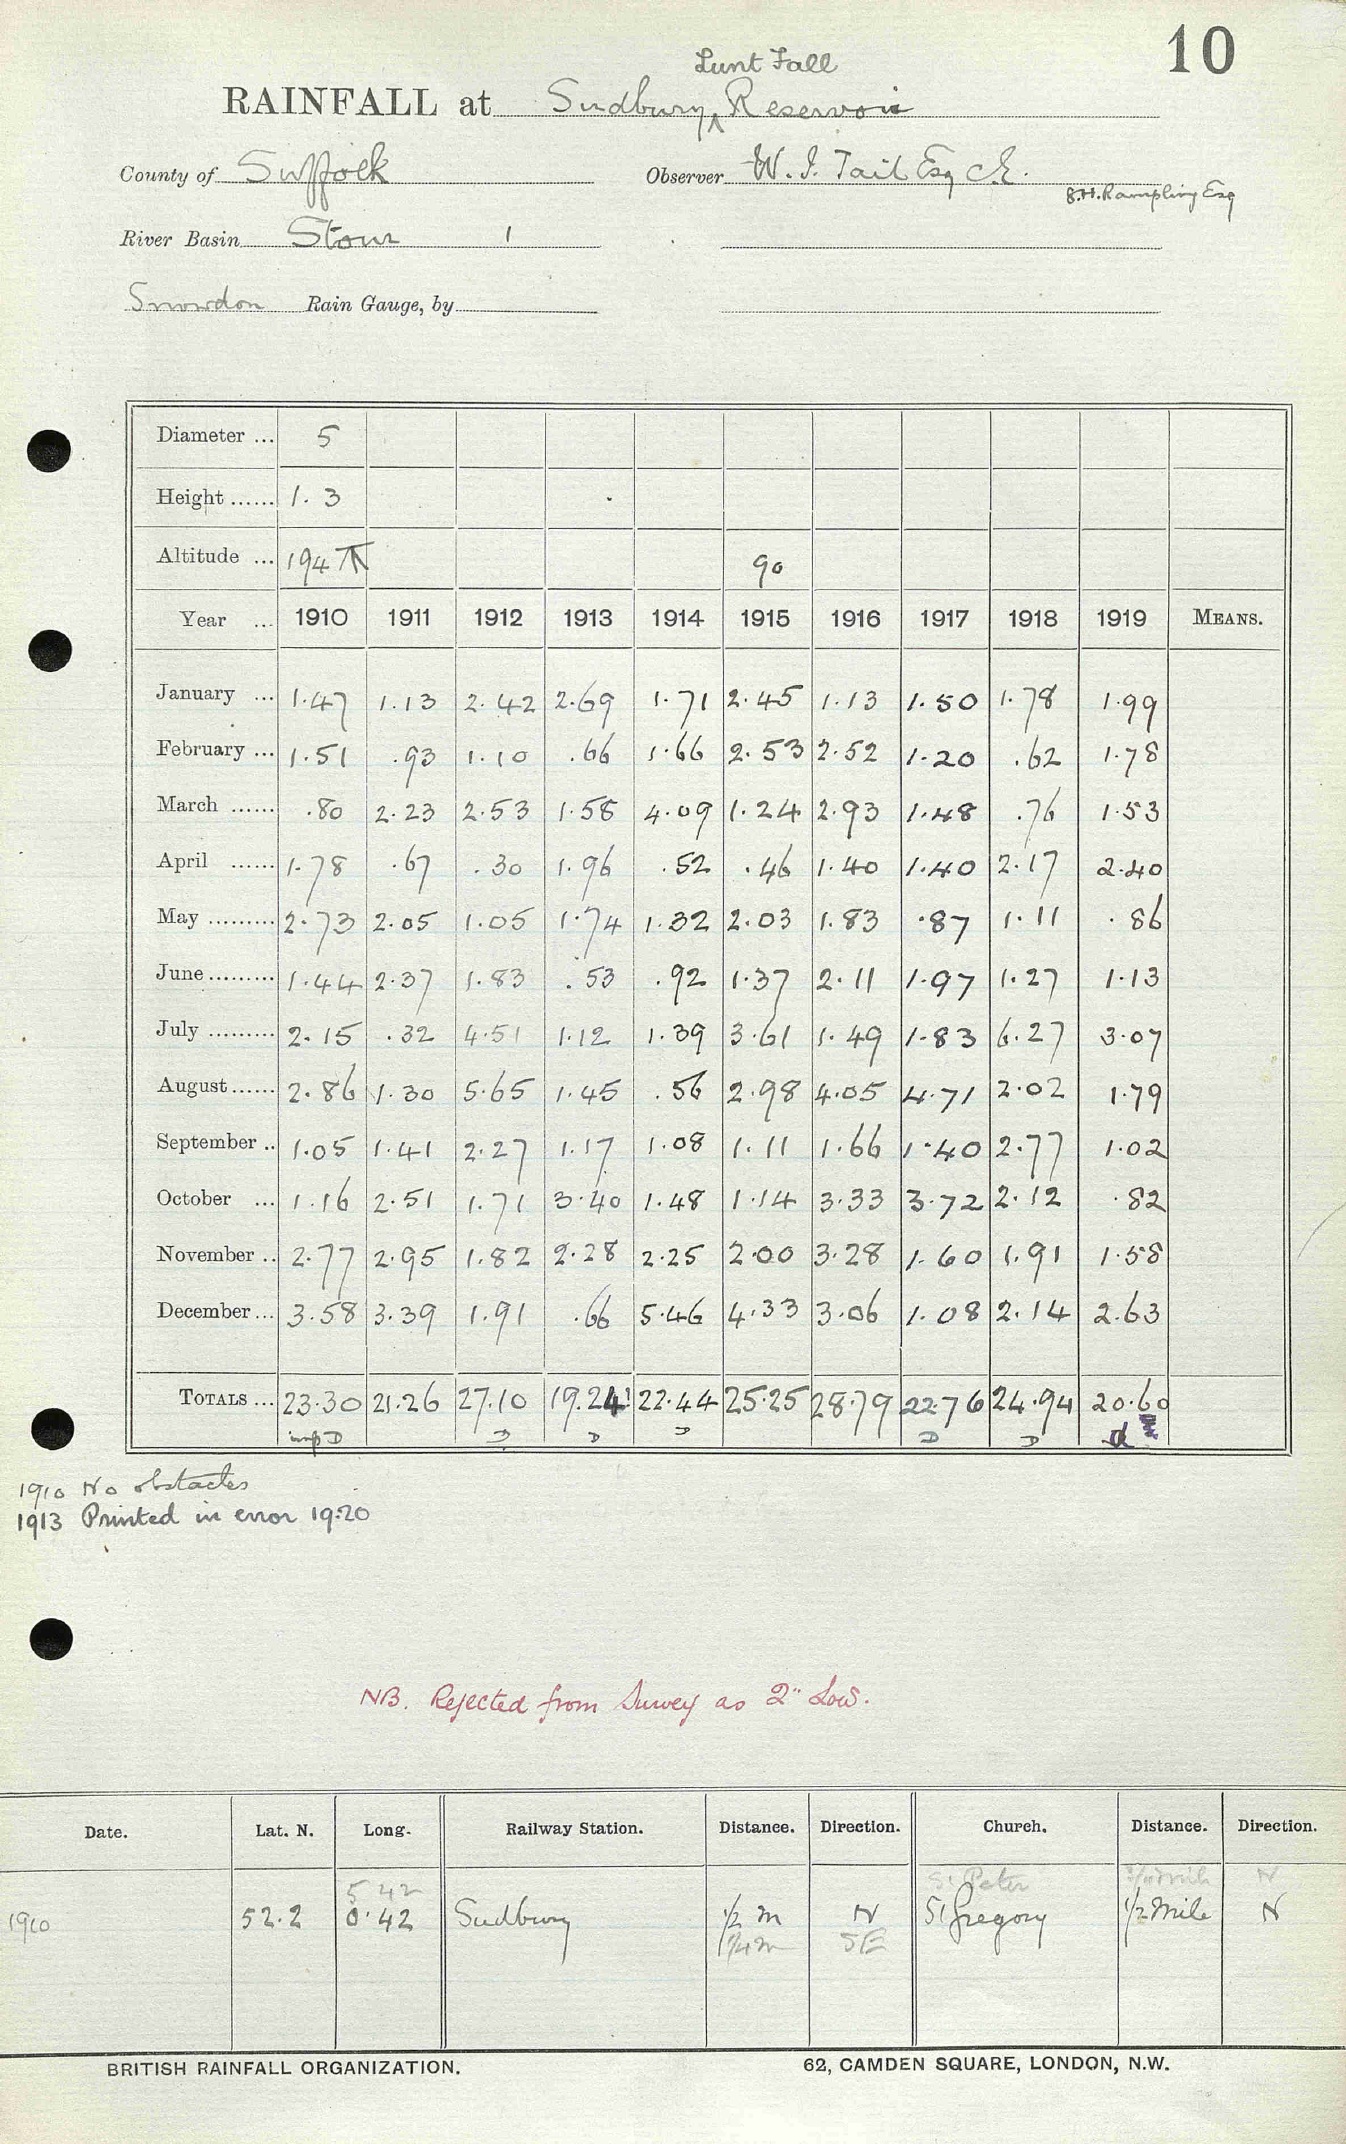 10
Lunt Fall
RAINFALL at Sudbury ^ Reservoir
County of Suffolk Observer W. I. Tait Esq C.E.
S.H. Rampling Esq
River Basin Stour 1
Snowdon Rain Gauge, by
Diameter ... 5
Height ...... 1.3
Altitude ... 194 90
Year ... 1910 1911 1912 1913 1914 1915 1916 1917 1918 1919 MEANS.
January ... 1.47 1.13 2.42 2.69 1.71 2.45 1.13 1.50 1.78 1.99
February ... 1.51 .93 1.10 .66 1.66 2.53 2.52 1.20 .62 1.78
March ...... .80 2.23 2.53 1.58 4.09 1.24 2.93 1.48 .76 1.53
April ...... 1.78 .67 .30 1.96 .52 .46 1.40 1.40 2.17 2.40
May ......... 2.73 2.05 1.05 1.74 1.32 2.03 1.83 .87 1.11 .86
June ......... 1.44 2.37 1.83 .53 .92 1.37 2.11 1.97 1.27 1.13
July ......... 2.15 .32 4.51 1.12 1.39 3.61 1.49 1.83 6.27 3.07
August ...... 2.86 1.30 5.65 1.45 .56 2.98 4.05 4.71 2.02 1.79
September .. 1.05 1.41 2.27 1.17 1.08 1.11 1.66 1.40 2.77 1.02
October ... 1.16 2.51 1.71 3.40 1.48 1.14 3.33 3.72 2.12 .82
November .. 2.77 2.95 1.82 2.28 2.25 2.00 3.28 1.60 1.91 1.58
December ... 3.58 3.39 1.91 .66 5.46 4.33 3.06 1.08 2.14 2.63
TOTALS ... 23.30 21.26 27.10 19.24 22.44 25.25 28.79 22.76 24.94 20.60
imp D D D D D D d
1910 No obstacles
1913 Printed in error 19.20
NB. Rejected from Survey as 2" Low.
Date. Lat. N. Long. Railway Station. Distance. Direction. Church. Distance. Direction.
5 42 St Peter 3/4 mile N
1910 52.2 0.42 Sudbury 1/2 m N St Gregory 1/2 Mile N
3/4 m SE
BRITISH RAINFALL ORGANIZATION. 62, CAMDEN SQUARE, LONDON, N.W.